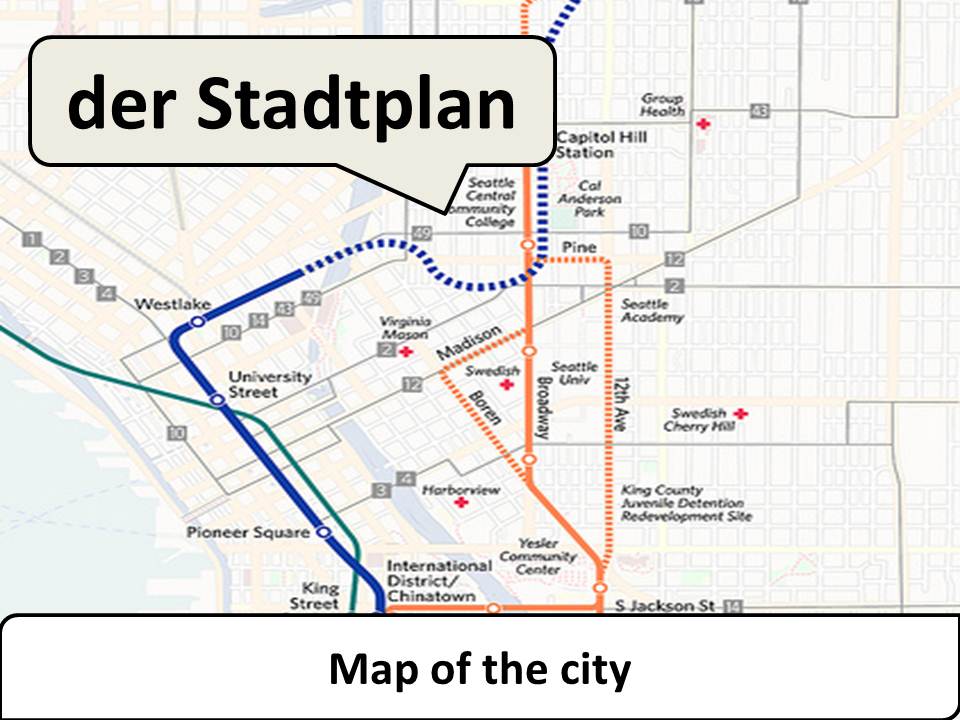 der Stadtplan
Group
Health
43
Capitol Hill
Station
Seattle
Central
ommunity
College
Cal
Anderson
Park
49
10
Pine
12
2
1
2
3
4
Westlake
49
43
14
10
Seattle
Academy
Virginia
Mason
2
Madison
Swedish
Seattle
Univ
University
Street
12
Boren
Broadway
12th Ave
Swedish
Cherry Hill
10
4
3
Harborview
King County
Juvenile Detention
Redevelopment Site
Pioneer Square
Yesler
Community
Center
International
District/
Chinatown
King
Street
S Jackson St 14
Map of the city